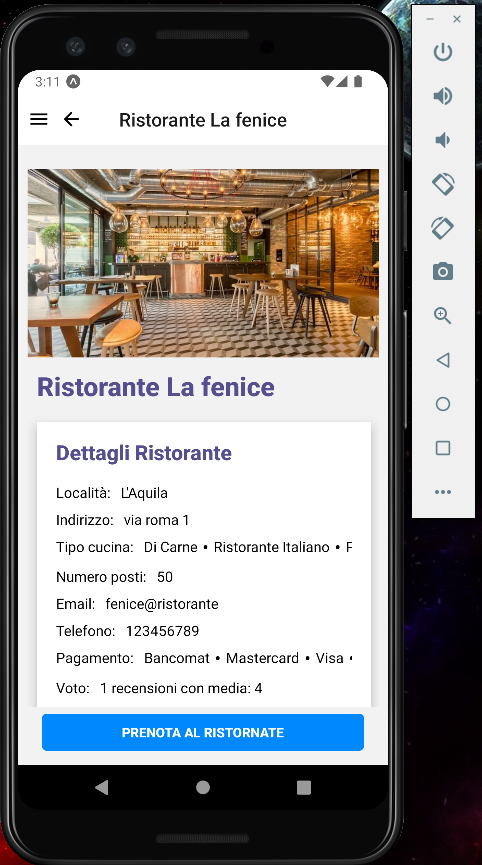 3:11
Ristorante La fenice
Ristorante La fenice
Dettagli Ristorante
Località: L'Aquila
Indirizzo: via roma 1
Tipo cucina: Di Carne • Ristorante Italiano •
Numero posti: 50
Email: fenice@ristorante
Telefono: 123456789
Pagamento: Bancomat • Mastercard • Visa •
Voto: 1 recensioni con media: 4
PRENOTA AL RISTORNATE